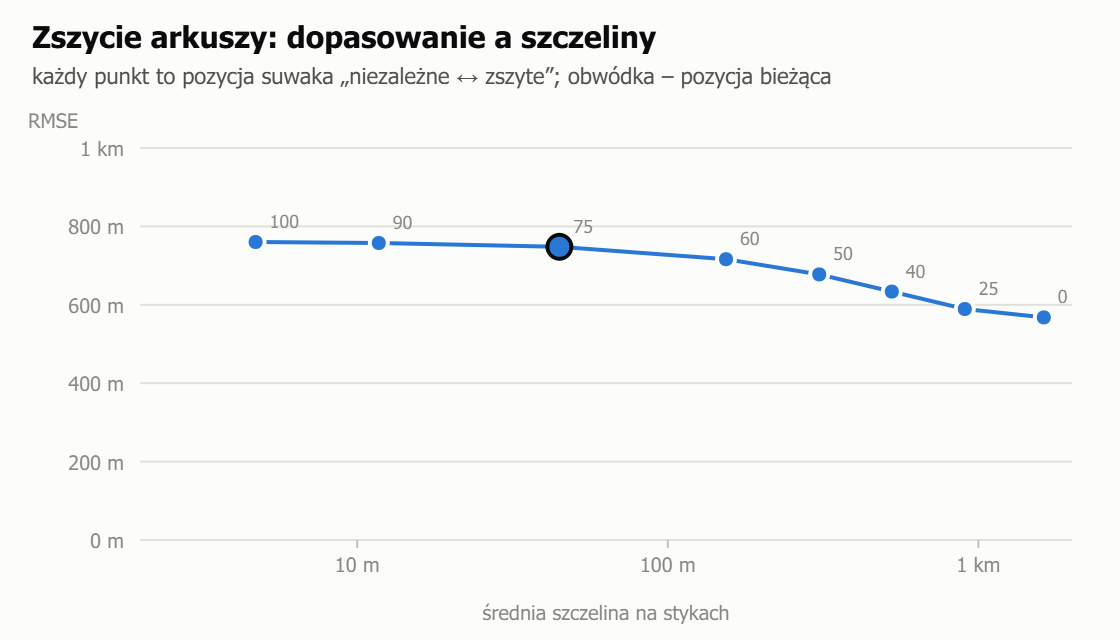 Zszycie arkuszy: dopasowanie a szczeliny
każdy punkt to pozycja suwaka „niezależne ↔ zszyte”; obwódka – pozycja bieżąca
RMSE
1 km
800 m
600 m
400 m
200 m
0 m
100
90
75
60
50
40
25
0
10 m
100 m
1 km
średnia szczelina na stykach